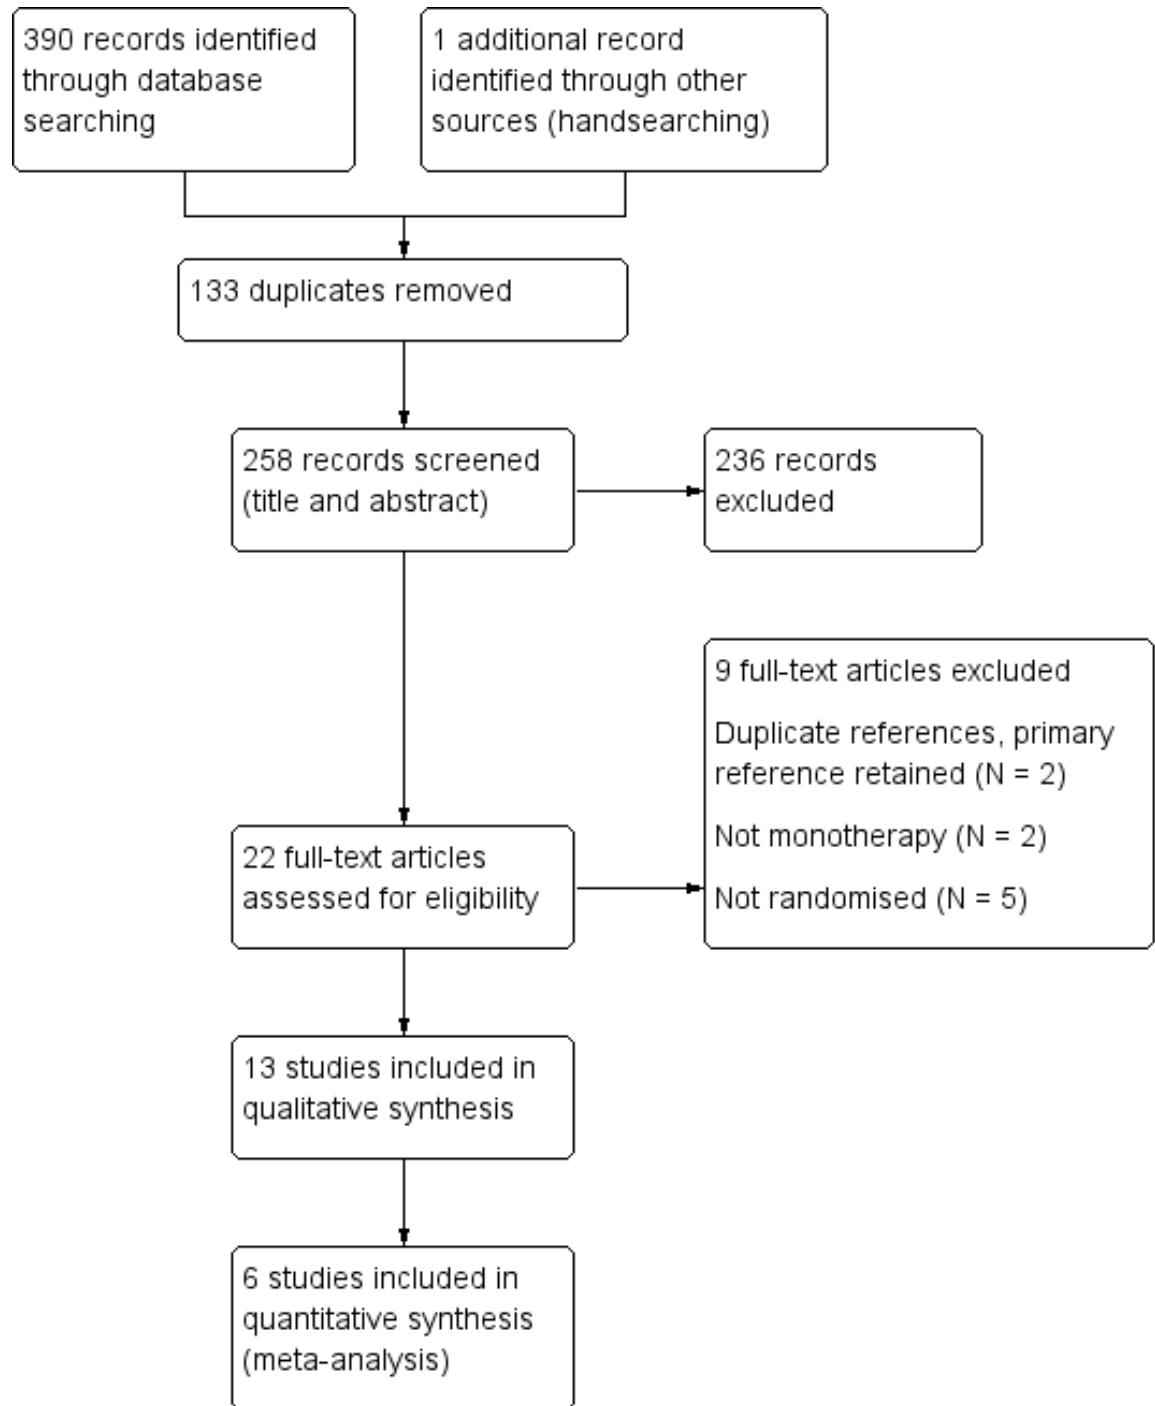 390 records identified
through database
searching
1 additional record
identified through other
sources (handsearching)
133 duplicates removed
258 records screened
(title and abstract)
236 records
excluded
22 full-text articles
assessed for eligibility
9 full-text articles excluded
Duplicate references, primary
reference retained (N = 2)
Not monotherapy (N = 2)
Not randomised (N = 5)
13 studies included in
qualitative synthesis
6 studies included in
quantitative synthesis
(meta-analysis)